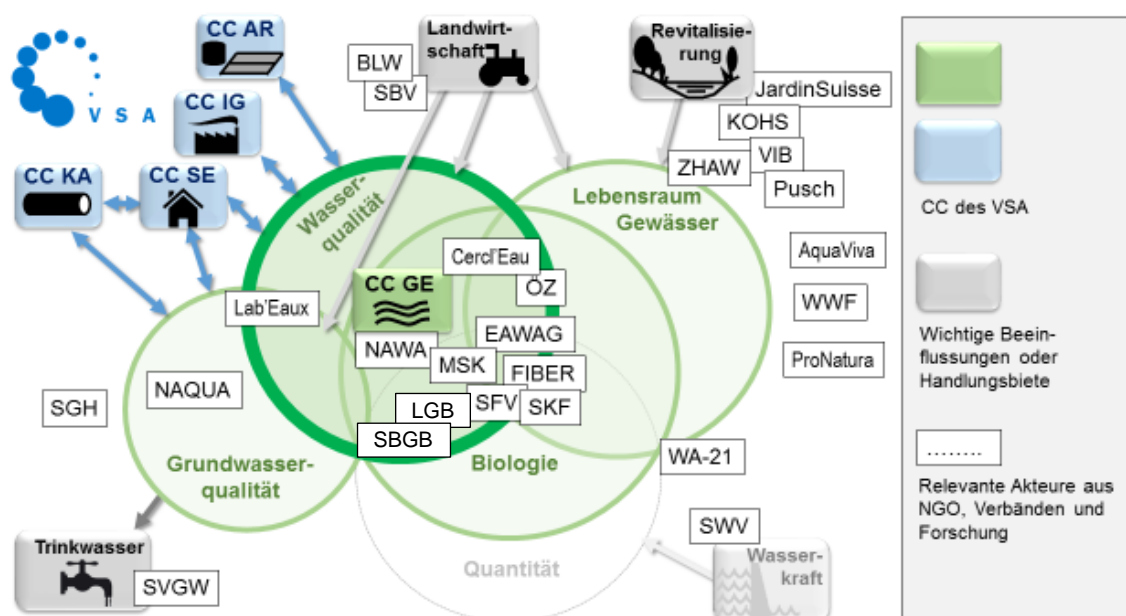 VSA
CC AR
CC IG
CC KA
CC SE
Landwirt-
schaft
BLW
SBV
Revitalisie-
rung
JardinSuisse
KOHS
ZHAW
VIB
Pusch
Wasser-
qualität
Lebensraum
Gewässer
Cercl'Eau
CC GE
ÖZ
Lab'Eaux
EAWAG
NAWA
MSK
FIBER
SFV
SKF
LGB
SBGB
AquaViva
WWF
ProNatura
NAQUA
SGH
Grundwasser-
qualität
Biologie
WA-21
Trinkwasser
SVGW
Quantität
SWV
Wasser-
kraft
CC des VSA
Wichtige Beein-
flussungen oder
Handlungsbiete
........
Relevante Akteure aus
NGO, Verbänden und
Forschung